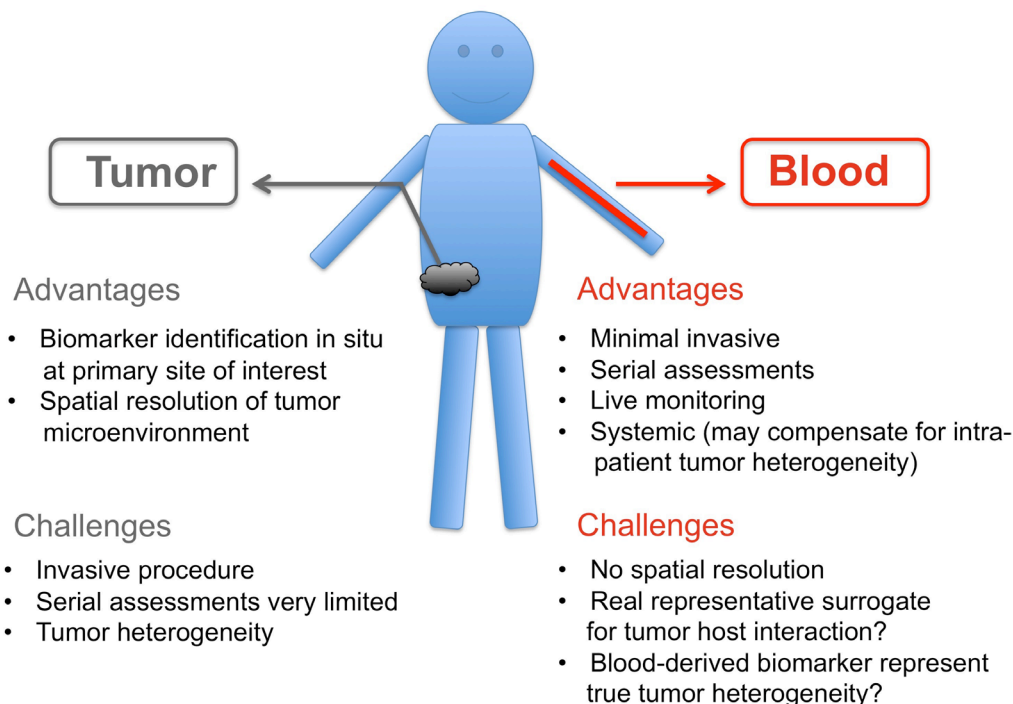 Tumor
Advantages
• Biomarker identification in situ
at primary site of interest
• Spatial resolution of tumor
microenvironment
Challenges
• Invasive procedure
• Serial assessments very limited
• Tumor heterogeneity
Blood
Advantages
• Minimal invasive
• Serial assessments
• Live monitoring
• Systemic (may compensate for intra-
patient tumor heterogeneity)
Challenges
• No spatial resolution
• Real representative surrogate
for tumor host interaction?
• Blood-derived biomarker represent
true tumor heterogeneity?